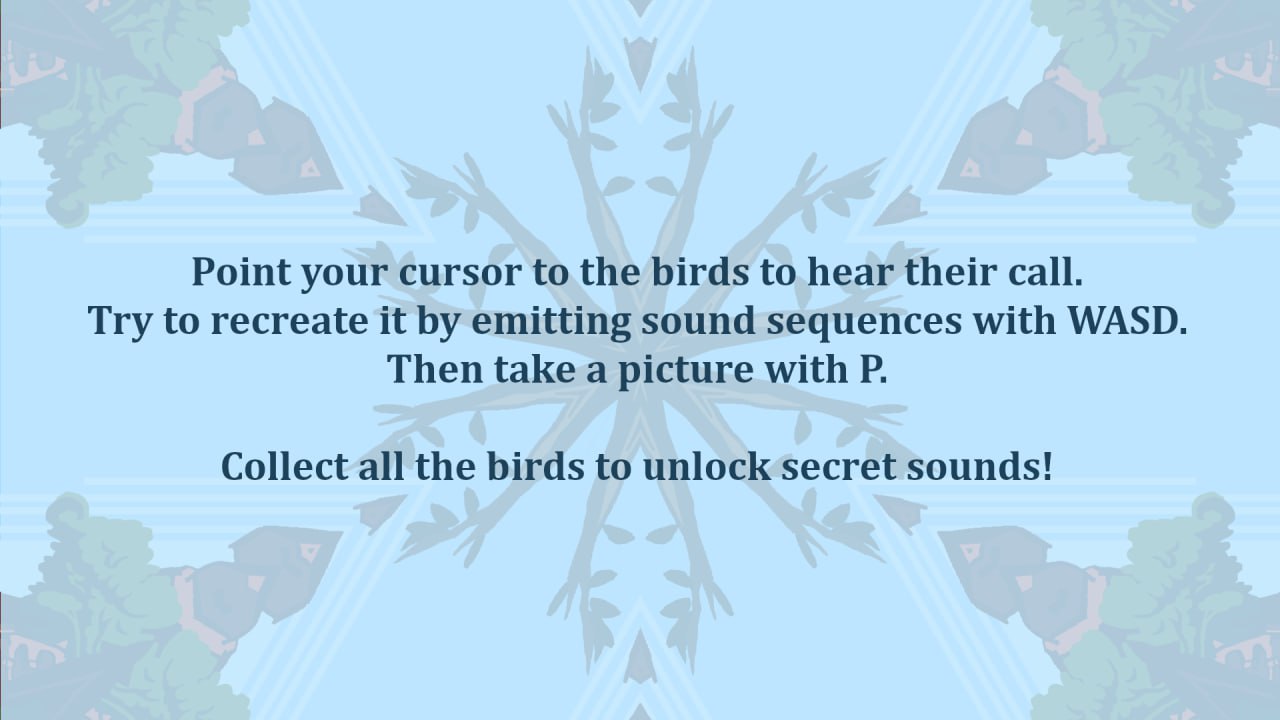 Point your cursor to the birds to hear their call.
Try to recreate it by emitting sound sequences with WASD.
Then take a picture with P.
Collect all the birds to unlock secret sounds!